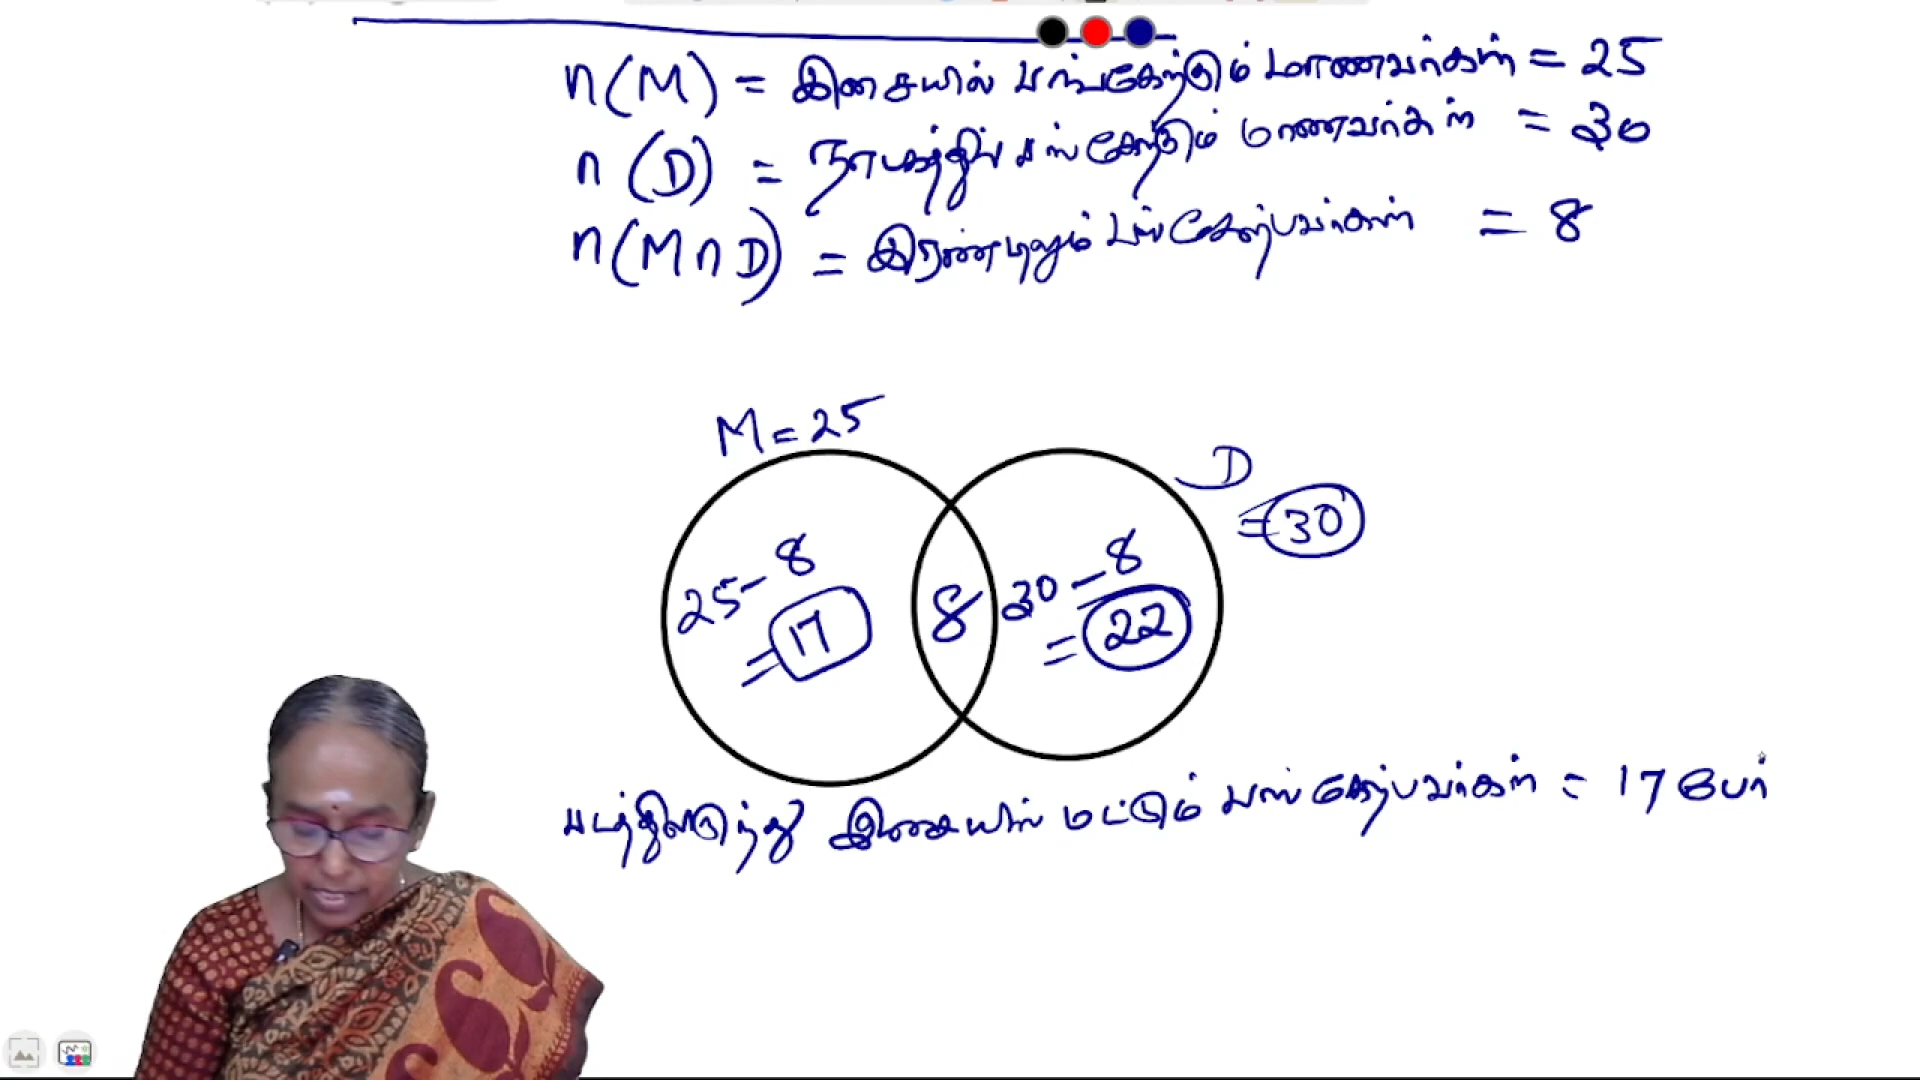 n(M) = இசையில் பங்கேற்கும் மாணவர்கள் = 25
n(D) = நாடகத்தில் பங்கேற்கும் மாணவர்கள் = 30
n(M∩D) = இரண்டிலும் பங்கேற்பவர்கள் = 8
M = 25
D
= 30
25 - 8
= 17
8
30 - 8
= 22
படத்திலிருந்து இசையில் மட்டும் பங்கேற்பவர்கள் = 17 பேர்